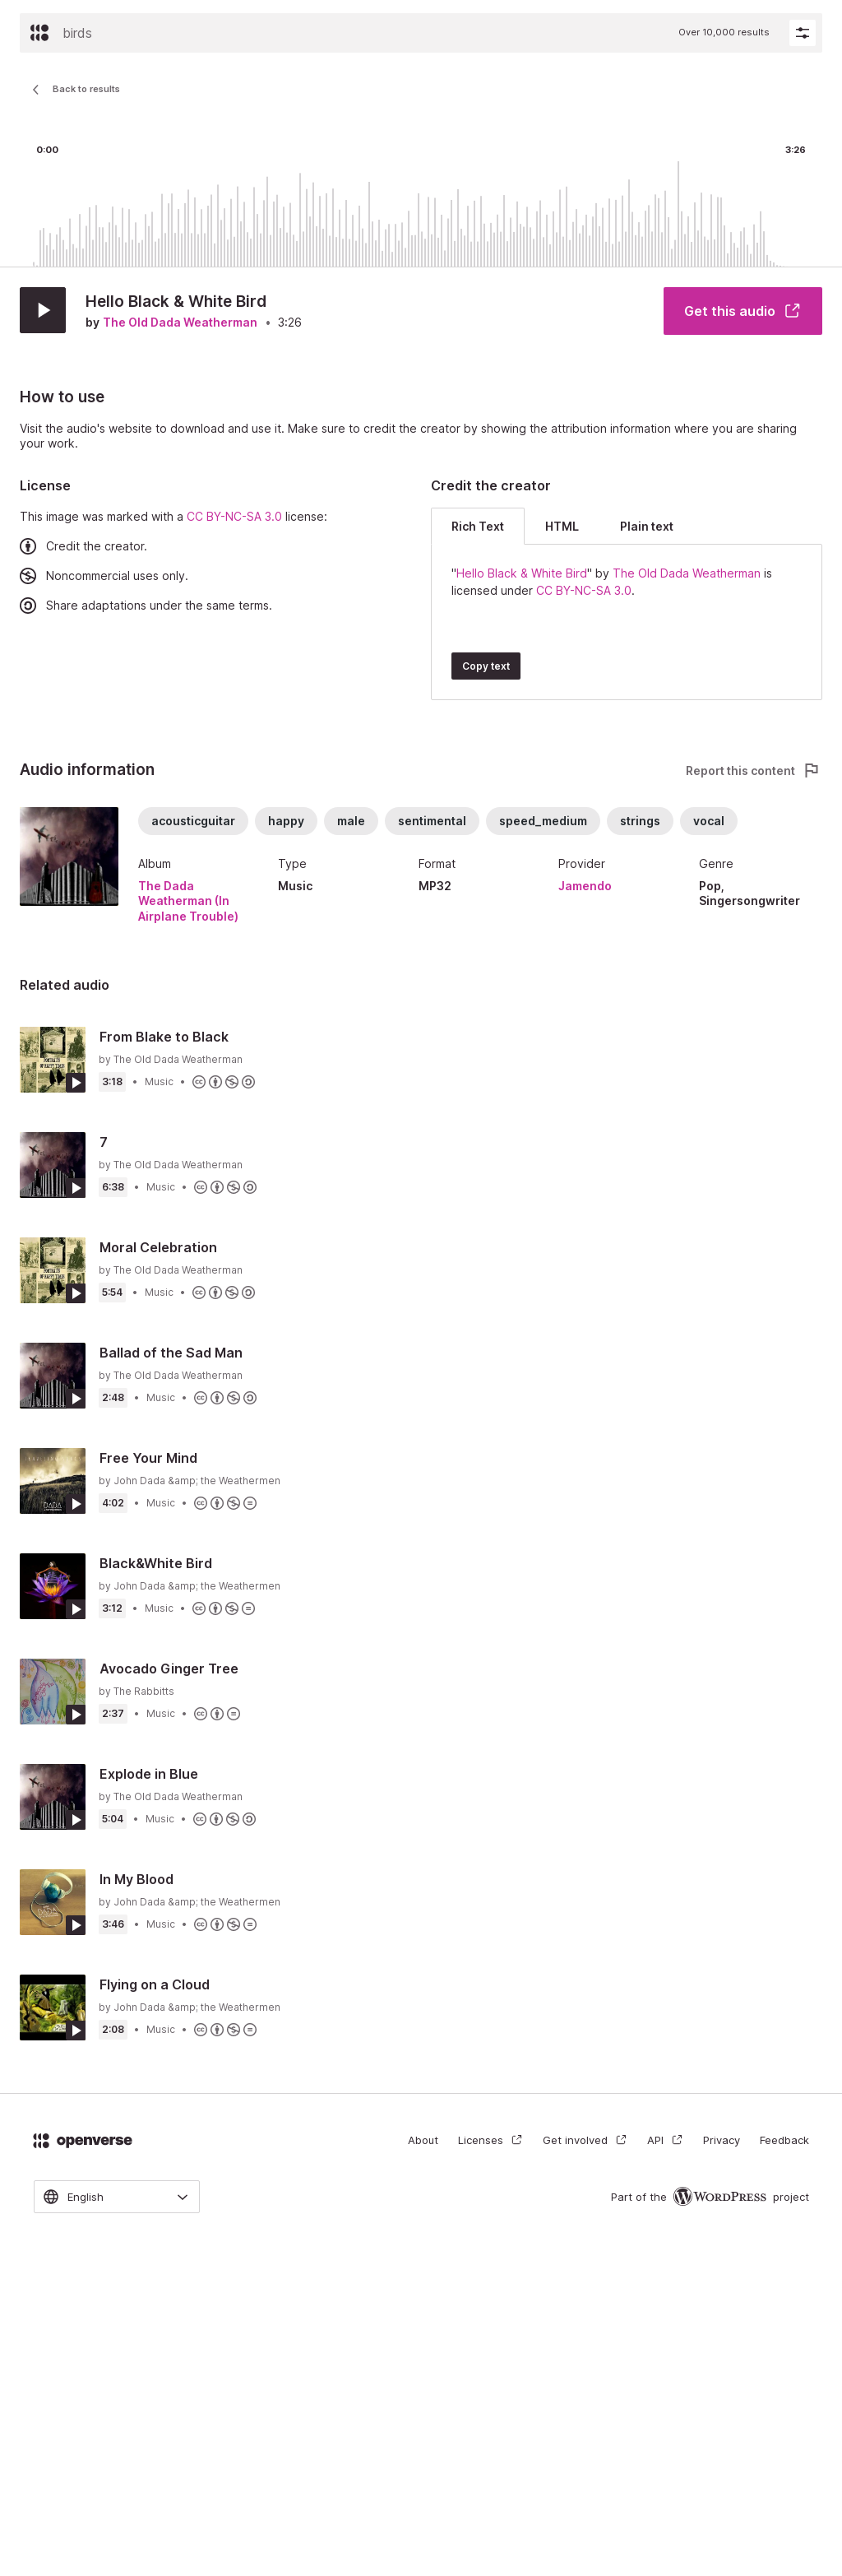 birds
Over 10,000 results
Back to results
0:00
3:26
Hello Black & White Bird
by The Old Dada Weatherman • 3:26
Get this audio
How to use
Visit the audio's website to download and use it. Make sure to credit the creator by showing the attribution information where you are sharing
your work.
License
This image was marked with a CC BY-NC-SA 3.0 license:
Credit the creator.
Noncommercial uses only.
Share adaptations under the same terms.
Credit the creator
Rich Text
HTML
Plain text
"Hello Black & White Bird" by The Old Dada Weatherman is
licensed under CC BY-NC-SA 3.0.
Copy text
Audio information
Report this content
acousticguitar
happy
male
sentimental
speed_medium
strings
vocal
Album
The Dada
Weatherman (In
Airplane Trouble)
Type
Music
Format
MP32
Provider
Jamendo
Genre
Pop,
Singersongwriter
Related audio
From Blake to Black
by The Old Dada Weatherman
3:18 • Music •
7
by The Old Dada Weatherman
6:38 • Music •
Moral Celebration
by The Old Dada Weatherman
5:54 • Music •
Ballad of the Sad Man
by The Old Dada Weatherman
2:48 • Music •
Free Your Mind
by John Dada &amp; the Weathermen
4:02 • Music •
Black&White Bird
by John Dada &amp; the Weathermen
3:12 • Music •
Avocado Ginger Tree
by The Rabbitts
2:37 • Music •
Explode in Blue
by The Old Dada Weatherman
5:04 • Music •
In My Blood
by John Dada &amp; the Weathermen
3:46 • Music •
Flying on a Cloud
by John Dada &amp; the Weathermen
2:08 • Music •
openverse
About
Licenses
Get involved
API
Privacy
Feedback
English
Part of the WORDPRESS project